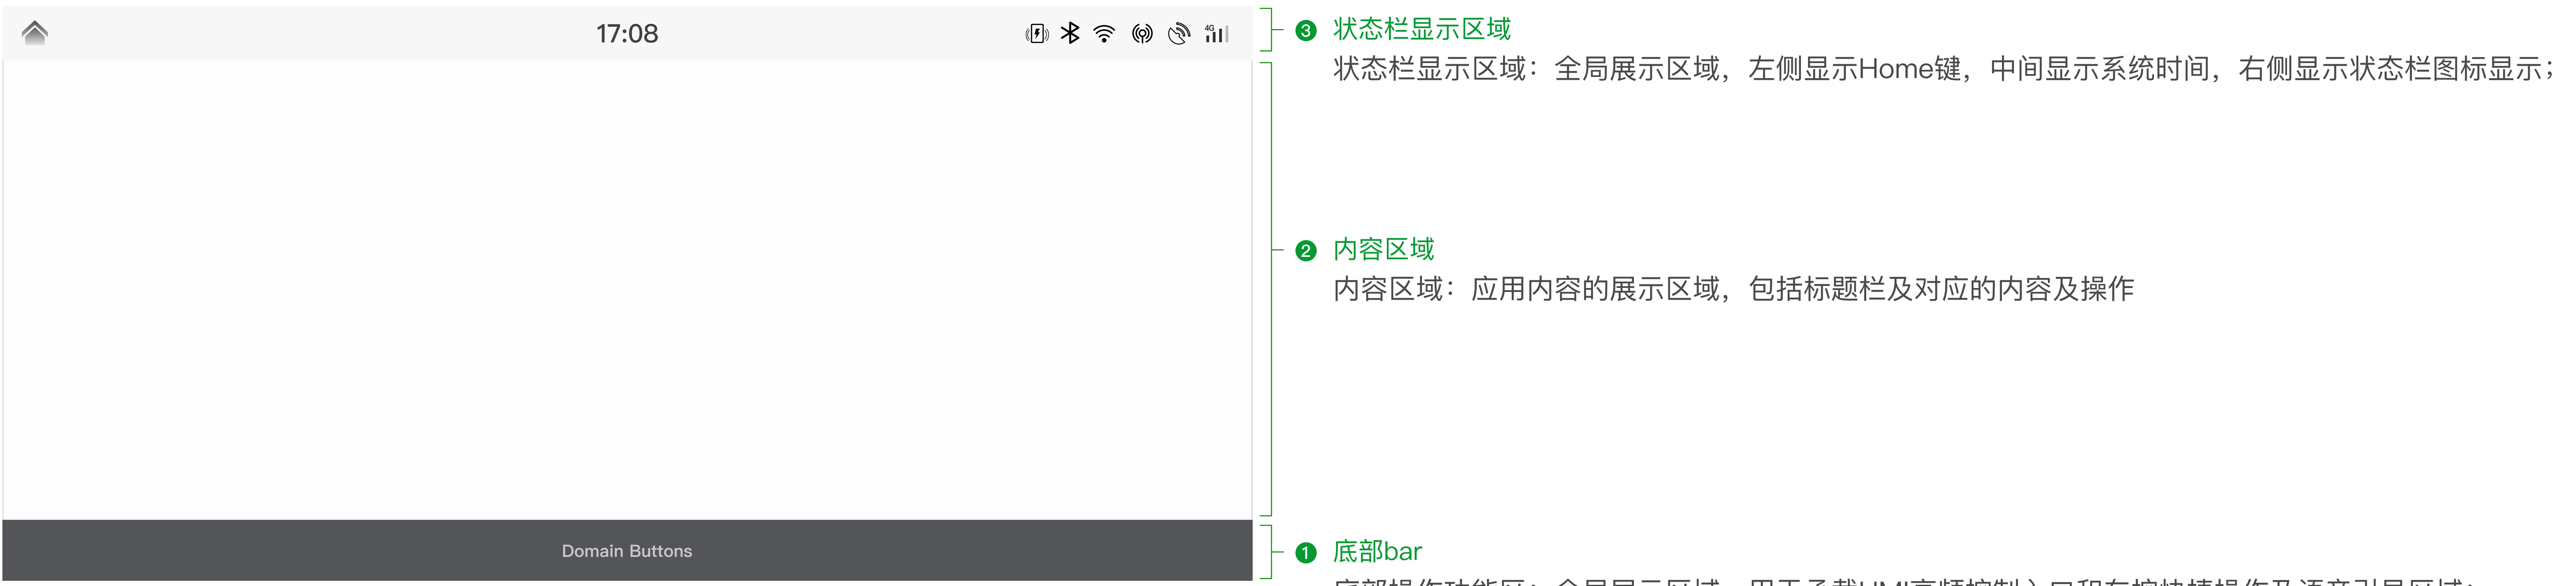 17:08
4G
3 状态栏显示区域
状态栏显示区域：全局展示区域，左侧显示Home键，中间显示系统时间，右侧显示状态栏图标显示；
2 内容区域
内容区域：应用内容的展示区域，包括标题栏及对应的内容及操作
Domain Buttons
1 底部bar